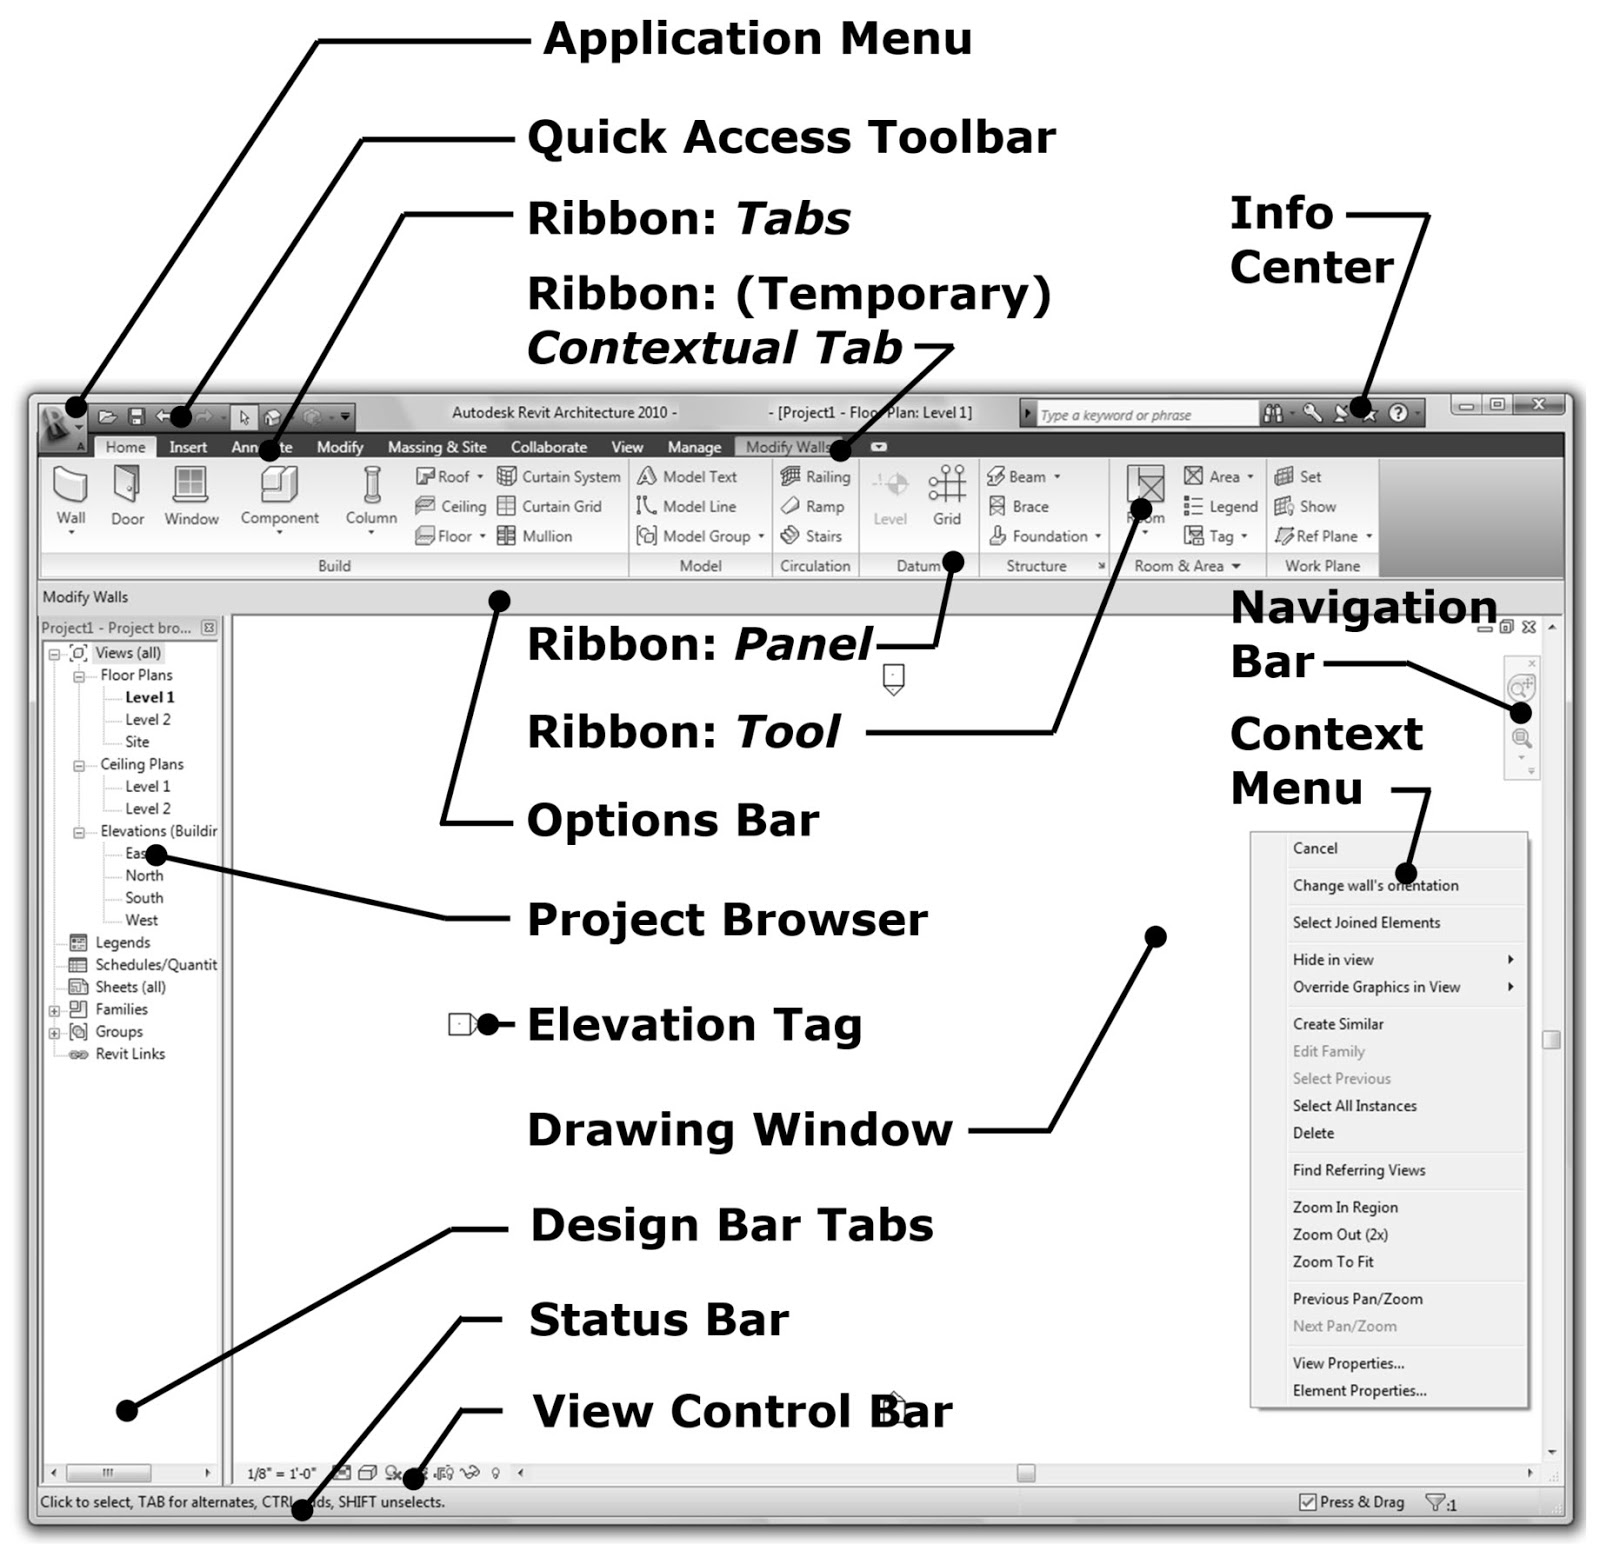 Application Menu
Quick Access Toolbar
Ribbon: Tabs
Info
Center
Ribbon: (Temporary)
Contextual Tab
Autodesk Revit Architecture 2010 -
- [Project1 - Floor Plan: Level 1]
Type a keyword or phrase
Home Insert Annotate Modify Massing & Site Collaborate View Manage Modify Walls
Wall
Door
Window
Component
Column
Roof
Ceiling
Floor
Curtain System
Curtain Grid
Mullion
Model Text
Model Line
Model Group
Railing
Ramp
Stairs
Level
Grid
Beam
Brace
Foundation
Room
Area
Legend
Tag
Set
Show
Ref Plane
Build
Model
Circulation
Datum
Structure
Room & Area
Work Plane
Modify Walls
Project1 - Project bro...
Views (all)
Floor Plans
Level 1
Level 2
Site
Ceiling Plans
Level 1
Level 2
Elevations (Buildir
East
North
South
West
Legends
Schedules/Quantit
Sheets (all)
Families
Groups
Revit Links
Ribbon: Panel
Ribbon: Tool
Options Bar
Project Browser
Elevation Tag
Drawing Window
Design Bar Tabs
Status Bar
View Control Bar
Navigation
Bar
Context
Menu
Cancel
Change wall's orientation
Select Joined Elements
Hide in view
Override Graphics in View
Create Similar
Edit Family
Select Previous
Select All Instances
Delete
Find Referring Views
Zoom In Region
Zoom Out (2x)
Zoom To Fit
Previous Pan/Zoom
Next Pan/Zoom
View Properties...
Element Properties...
1/8" = 1'-0"
Click to select, TAB for alternates, CTRL adds, SHIFT unselects.
Press & Drag
:1